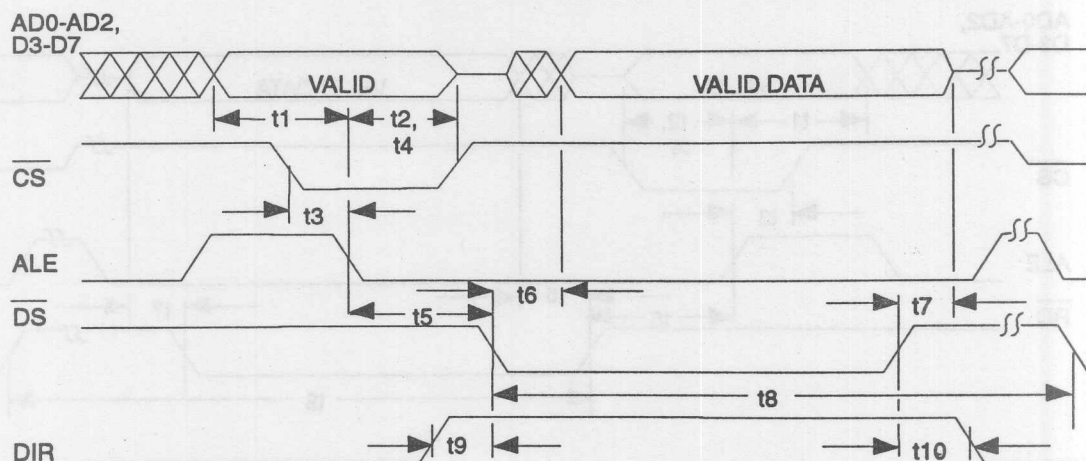 AD0-AD2,
D3-D7
VALID
VALID DATA
t1
t2,
t4
CS
t3
ALE
t6
DS
t5
t7
t8
DIR
t9
t10